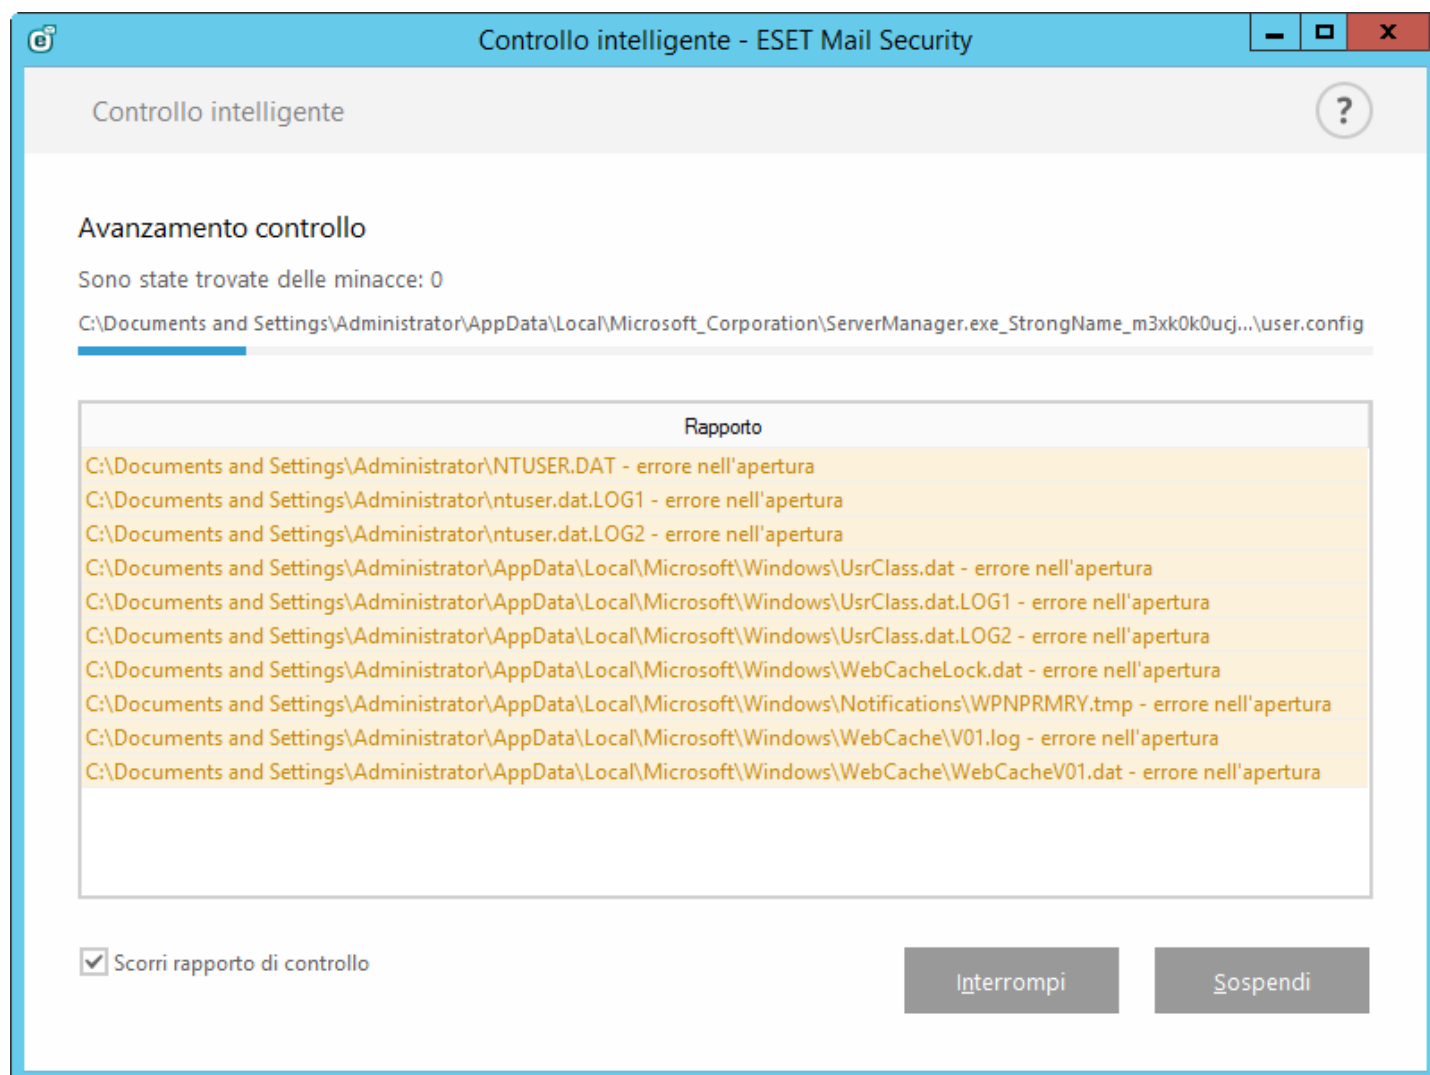 Controllo intelligente - ESET Mail Security
Controllo intelligente
?
Avanzamento controllo
Sono state trovate delle minacce: 0
C:\Documents and Settings\Administrator\AppData\Local\Microsoft_Corporation\ServerManager.exe_StrongName_m3xk0k0ucj...\user.config
Rapporto
C:\Documents and Settings\Administrator\NTUSER.DAT - errore nell'apertura
C:\Documents and Settings\Administrator\ntuser.dat.LOG1 - errore nell'apertura
C:\Documents and Settings\Administrator\ntuser.dat.LOG2 - errore nell'apertura
C:\Documents and Settings\Administrator\AppData\Local\Microsoft\Windows\UsrClass.dat - errore nell'apertura
C:\Documents and Settings\Administrator\AppData\Local\Microsoft\Windows\UsrClass.dat.LOG1 - errore nell'apertura
C:\Documents and Settings\Administrator\AppData\Local\Microsoft\Windows\UsrClass.dat.LOG2 - errore nell'apertura
C:\Documents and Settings\Administrator\AppData\Local\Microsoft\Windows\WebCacheLock.dat - errore nell'apertura
C:\Documents and Settings\Administrator\AppData\Local\Microsoft\Windows\Notifications\WPNPRMRY.tmp - errore nell'apertura
C:\Documents and Settings\Administrator\AppData\Local\Microsoft\Windows\WebCache\V01.log - errore nell'apertura
C:\Documents and Settings\Administrator\AppData\Local\Microsoft\Windows\WebCache\WebCacheV01.dat - errore nell'apertura
Scorri rapporto di controllo
Interrompi
Sospendi